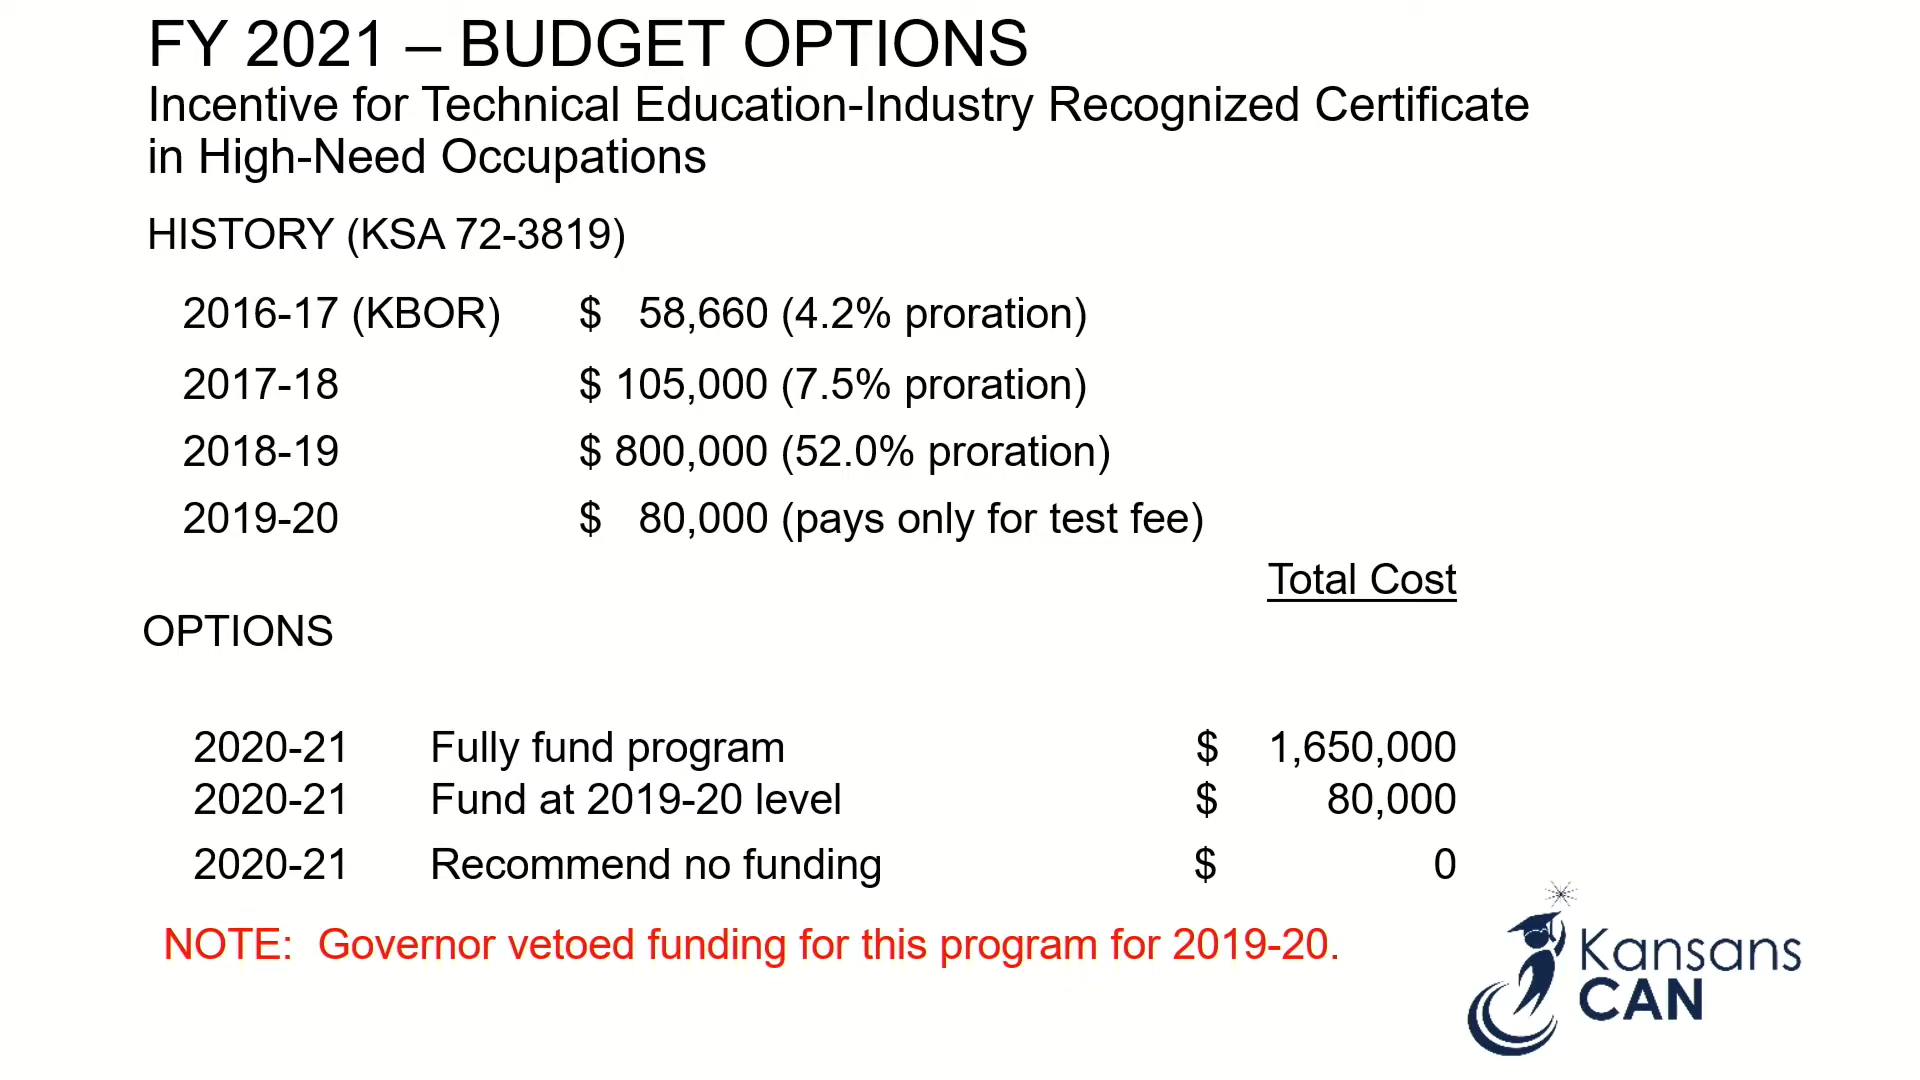 FY 2021 – BUDGET OPTIONS
Incentive for Technical Education-Industry Recognized Certificate
in High-Need Occupations
HISTORY (KSA 72-3819)
2016-17 (KBOR) $ 58,660 (4.2% proration)
2017-18 $ 105,000 (7.5% proration)
2018-19 $ 800,000 (52.0% proration)
2019-20 $ 80,000 (pays only for test fee)
Total Cost
OPTIONS
2020-21 Fully fund program $ 1,650,000
2020-21 Fund at 2019-20 level $ 80,000
2020-21 Recommend no funding $ 0
NOTE: Governor vetoed funding for this program for 2019-20.
Kansans
CAN